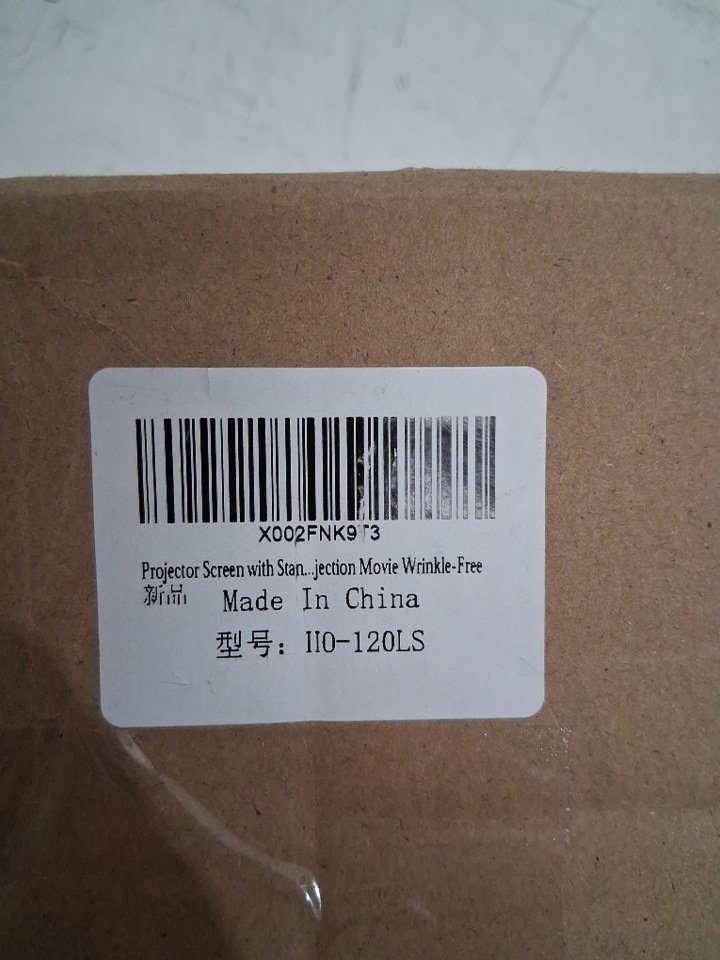 X002FNK9T3
Projector Screen with Stan...jection Movie Wrinkle-Free
新品 Made In China
型号: II0-120LS